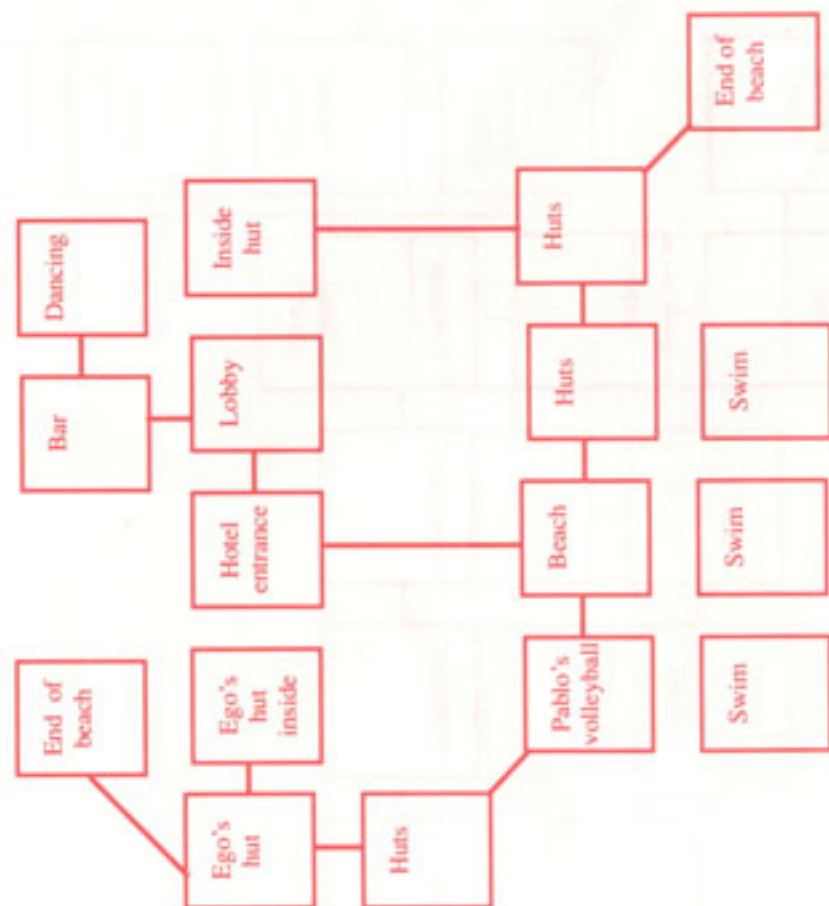 End of
beach
Bar
Dancing
Ego's
hut
Ego's
hut
inside
Hotel
entrance
Lobby
Inside
hut
Huts
Pablo's
volleyball
Beach
Huts
Huts
Swim
Swim
Swim
End of
beach